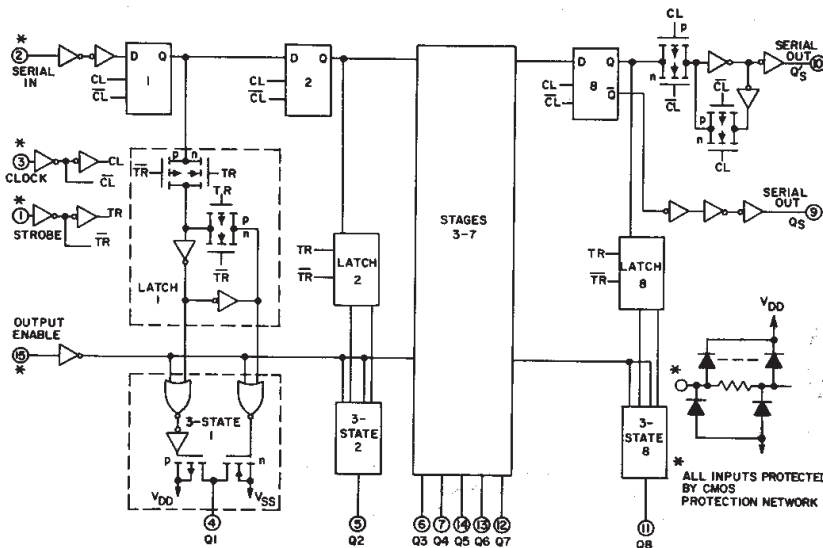 CL
p
n
CL
* ② SERIAL IN
D 1 Q
CL
CL
D 2 Q
CL
CL
D 8 Q
Q
CL
CL
SERIAL OUT ⑩
QS
CL
p
n
CL
* ③ CLOCK
CL
CL
* ① STROBE
TR
TR
p n
TR
TR
TR
p
n
TR
LATCH 1
STAGES 3-7
SERIAL OUT ⑨
QS
TR
TR
LATCH 2
TR
TR
LATCH 8
OUTPUT ENABLE
⑮ *
3-STATE 1
p
n
VDD
VSS
④
Q1
3-STATE 2
⑤
Q2
⑥ ⑦ ⑭ ⑬ ⑫
Q3 Q4 Q5 Q6 Q7
3-STATE 8
⑪
Q8
VDD
*
* ALL INPUTS PROTECTED
BY CMOS
PROTECTION NETWORK